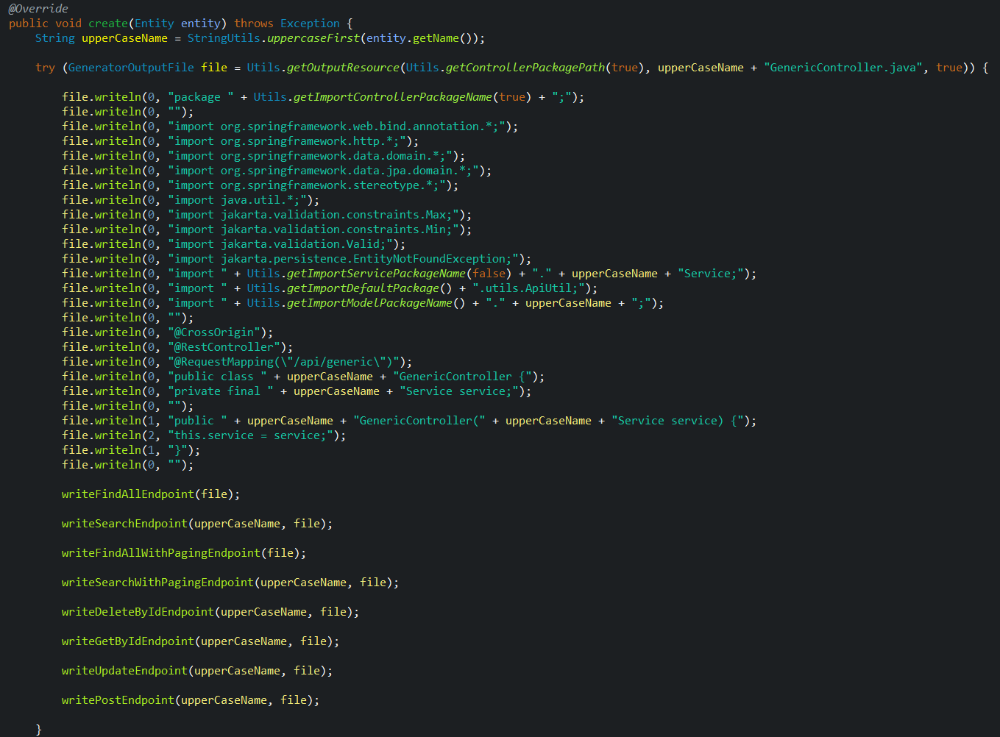 @Override
public void create(Entity entity) throws Exception {
    String upperCaseName = StringUtils.uppercaseFirst(entity.getName());

    try (GeneratorOutputFile file = Utils.getOutputResource(Utils.getControllerPackagePath(true), upperCaseName + "GenericController.java", true)) {

        file.writeln(0, "package " + Utils.getImportControllerPackageName(true) + ";");
        file.writeln(0, "");
        file.writeln(0, "import org.springframework.web.bind.annotation.*;");
        file.writeln(0, "import org.springframework.http.*;");
        file.writeln(0, "import org.springframework.data.domain.*;");
        file.writeln(0, "import org.springframework.data.jpa.domain.*;");
        file.writeln(0, "import org.springframework.stereotype.*;");
        file.writeln(0, "import java.util.*;");
        file.writeln(0, "import jakarta.validation.constraints.Max;");
        file.writeln(0, "import jakarta.validation.constraints.Min;");
        file.writeln(0, "import jakarta.validation.Valid;");
        file.writeln(0, "import jakarta.persistence.EntityNotFoundException;");
        file.writeln(0, "import " + Utils.getImportServicePackageName(false) + "." + upperCaseName + "Service;");
        file.writeln(0, "import " + Utils.getImportDefaultPackage() + ".utils.ApiUtil;");
        file.writeln(0, "import " + Utils.getImportModelPackageName() + "." + upperCaseName + ";");
        file.writeln(0, "");
        file.writeln(0, "@CrossOrigin");
        file.writeln(0, "@RestController");
        file.writeln(0, "@RequestMapping(\"/api/generic\")");
        file.writeln(0, "public class " + upperCaseName + "GenericController {");
        file.writeln(0, "private final " + upperCaseName + "Service service;");
        file.writeln(0, "");
        file.writeln(1, "public " + upperCaseName + "GenericController(" + upperCaseName + "Service service) {");
        file.writeln(2, "this.service = service;");
        file.writeln(1, "}");
        file.writeln(0, "");

        writeFindAllEndpoint(file);

        writeSearchEndpoint(upperCaseName, file);

        writeFindAllWithPagingEndpoint(file);

        writeSearchWithPagingEndpoint(upperCaseName, file);

        writeDeleteByIdEndpoint(upperCaseName, file);

        writeGetByIdEndpoint(upperCaseName, file);

        writeUpdateEndpoint(upperCaseName, file);

        writePostEndpoint(upperCaseName, file);

    }